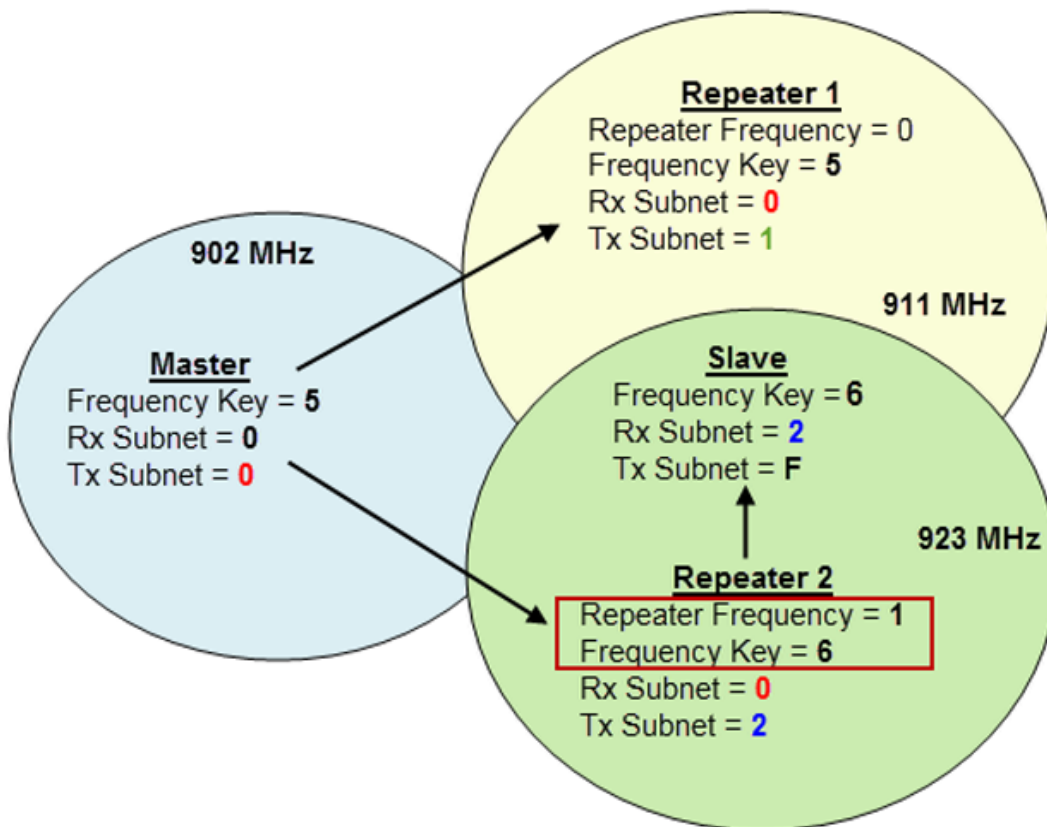 Repeater 1
Repeater Frequency = 0
Frequency Key = 5
Rx Subnet = 0
Tx Subnet = 1
902 MHz
911 MHz
Master
Frequency Key = 5
Rx Subnet = 0
Tx Subnet = 0
Slave
Frequency Key = 6
Rx Subnet = 2
Tx Subnet = F
923 MHz
Repeater 2
Repeater Frequency = 1
Frequency Key = 6
Rx Subnet = 0
Tx Subnet = 2